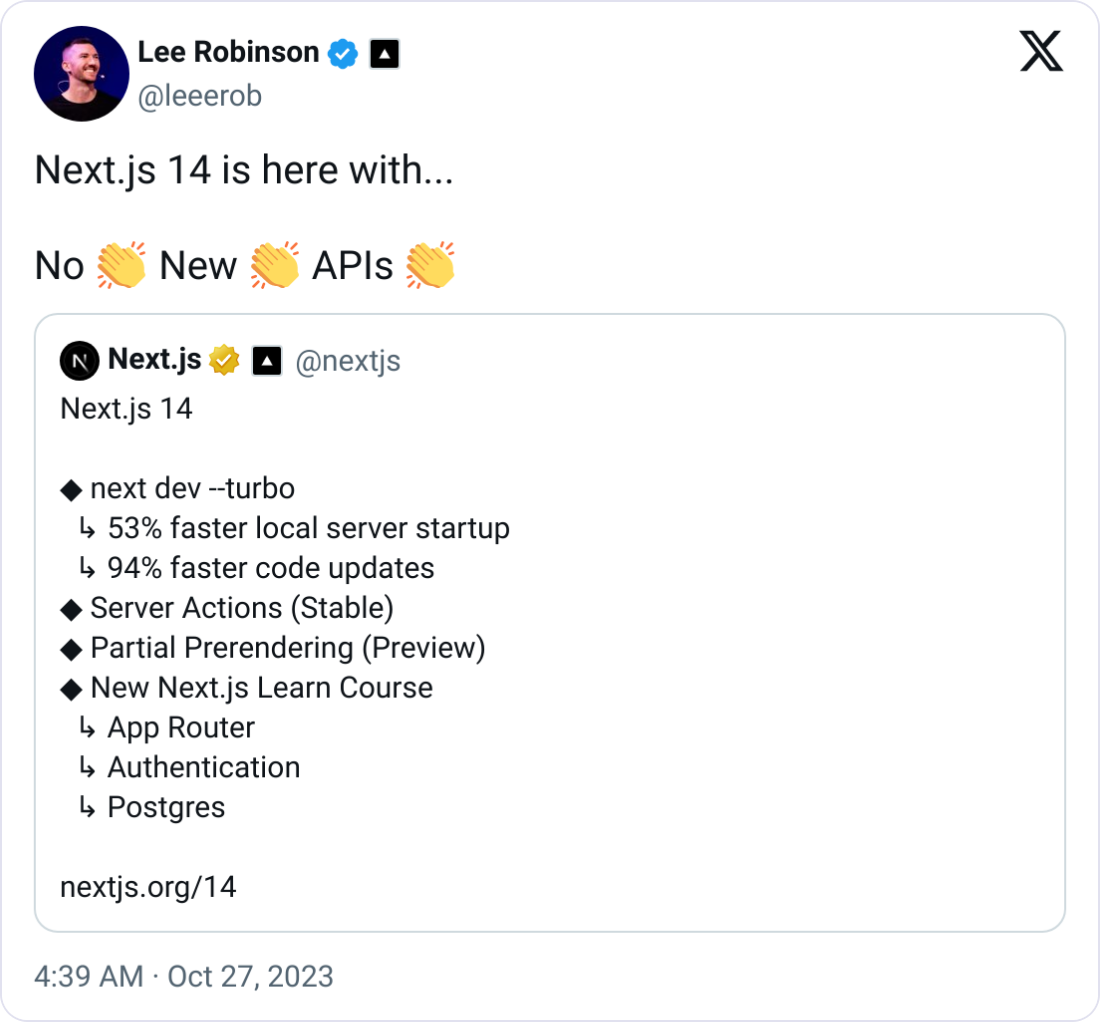 Lee Robinson
@leeerob
Next.js 14 is here with...
No 👏 New 👏 APIs 👏
N Next.js @nextjs
Next.js 14
◆ next dev --turbo
↳ 53% faster local server startup
↳ 94% faster code updates
◆ Server Actions (Stable)
◆ Partial Prerendering (Preview)
◆ New Next.js Learn Course
↳ App Router
↳ Authentication
↳ Postgres
nextjs.org/14
4:39 AM · Oct 27, 2023